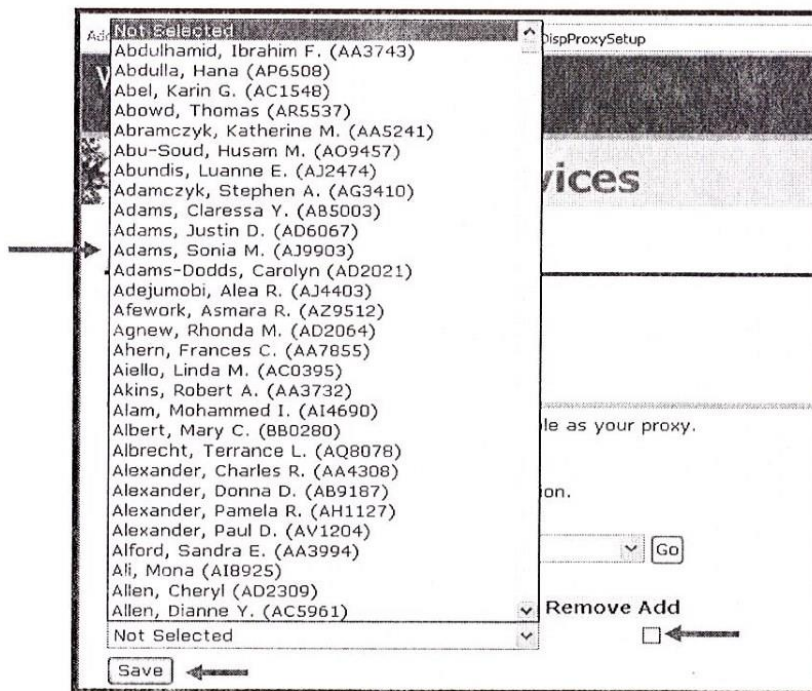 Not Selected
DispProxySetup
Abdulhamid, Ibrahim F. (AA3743)
Abdulla, Hana (AP6508)
Abel, Karin G. (AC1548)
Abowd, Thomas (AR5537)
Abramczyk, Katherine M. (AA5241)
Abu-Soud, Husam M. (AO9457)
Abundis, Luanne E. (AJ2474)
vices
Adamczyk, Stephen A. (AG3410)
Adams, Claressa Y. (AB5003)
Adams, Justin D. (AD6067)
Adams, Sonia M. (AJ9903)
Adams-Dodds, Carolyn (AD2021)
Adejumobi, Alea R. (AJ4403)
Afework, Asmara R. (AZ9512)
Agnew, Rhonda M. (AD2064)
Ahern, Frances C. (AA7855)
Aiello, Linda M. (AC0395)
Akins, Robert A. (AA3732)
Alam, Mohammed I. (AI4690)
Albert, Mary C. (BB0280)
le as your proxy.
Albrecht, Terrance L. (AQ8078)
Alexander, Charles R. (AA4308)
Alexander, Donna D. (AB9187)
ion.
Alexander, Pamela R. (AH1127)
Alexander, Paul D. (AV1204)
Alford, Sandra E. (AA3994)
Go
Ali, Mona (AI8925)
Allen, Cheryl (AD2309)
Allen, Dianne Y. (AC5961)
Remove Add
Not Selected
Save